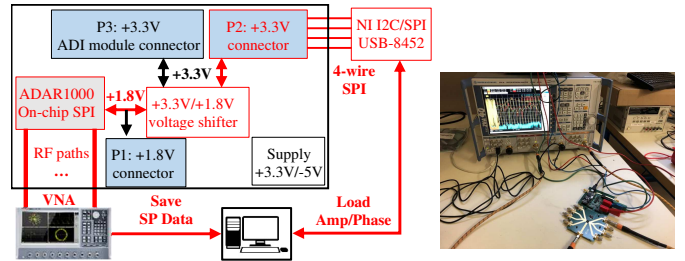 P3: +3.3V
ADI module connector
P2: +3.3V
connector
NI I2C/SPI
USB-8452
+3.3V
4-wire
SPI
ADAR1000
On-chip SPI
+1.8V
+3.3V/+1.8V
voltage shifter
RF paths
...
P1: +1.8V
connector
Supply
+3.3V/-5V
VNA
Save
SP Data
Load
Amp/Phase